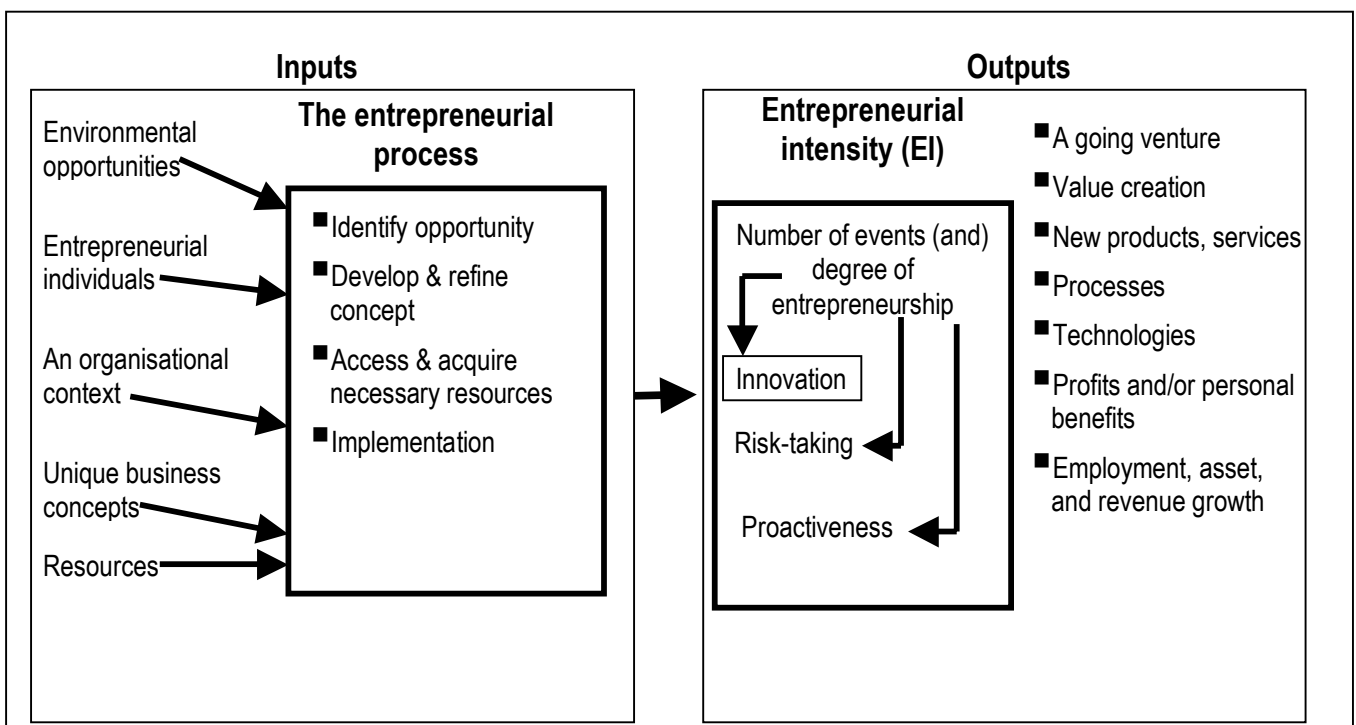 Inputs
The entrepreneurial
process
Environmental
opportunities
Entrepreneurial
individuals
An organisational
context
Unique business
concepts
Resources
■ Identify opportunity
■ Develop & refine
concept
■ Access & acquire
necessary resources
■ Implementation
Outputs
Entrepreneurial
intensity (EI)
Number of events (and)
degree of
entrepreneurship
Innovation
Risk-taking
Proactiveness
■ A going venture
■ Value creation
■ New products, services
■ Processes
■ Technologies
■ Profits and/or personal
benefits
■ Employment, asset,
and revenue growth